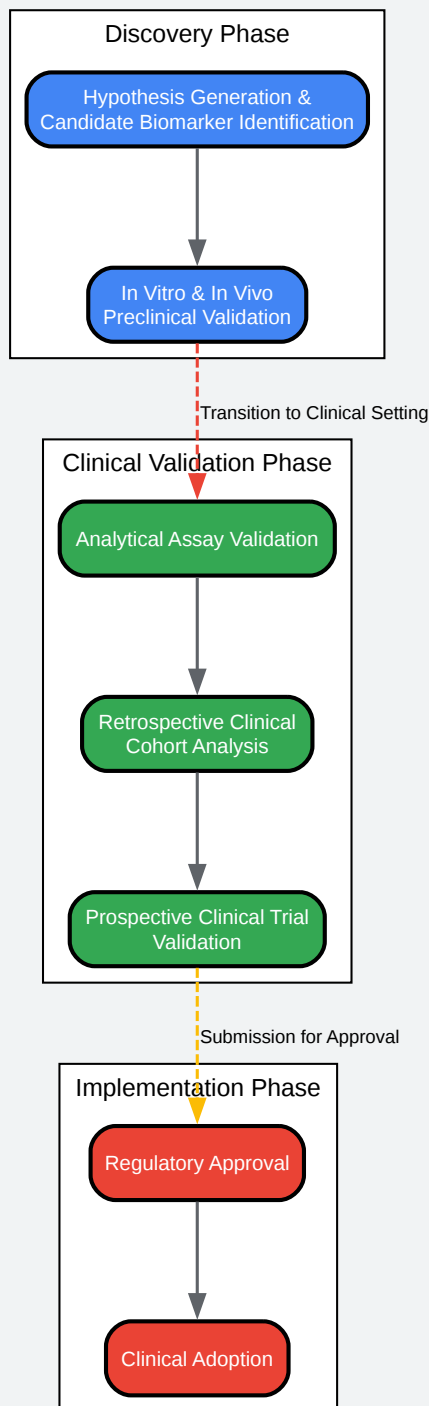 Discovery Phase
Hypothesis Generation &
Candidate Biomarker Identification
In Vitro & In Vivo
Preclinical Validation
Transition to Clinical Setting
Clinical Validation Phase
Analytical Assay Validation
Retrospective Clinical
Cohort Analysis
Prospective Clinical Trial
Validation
Submission for Approval
Implementation Phase
Regulatory Approval
Clinical Adoption